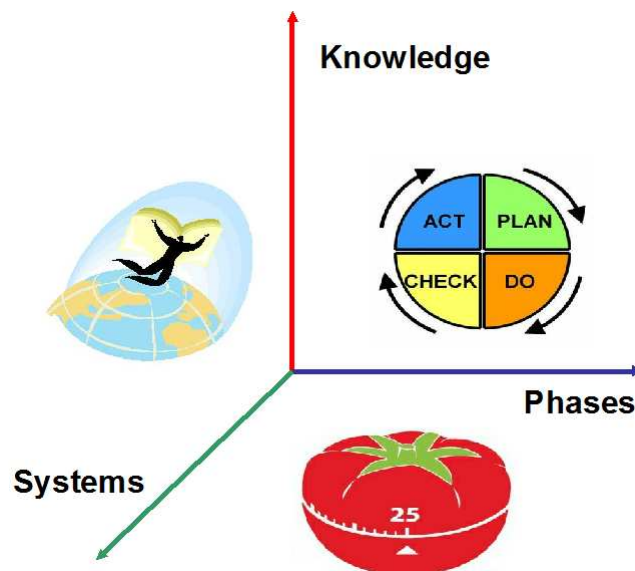 Knowledge
ACT PLAN
CHECK DO
Phases
Systems
25